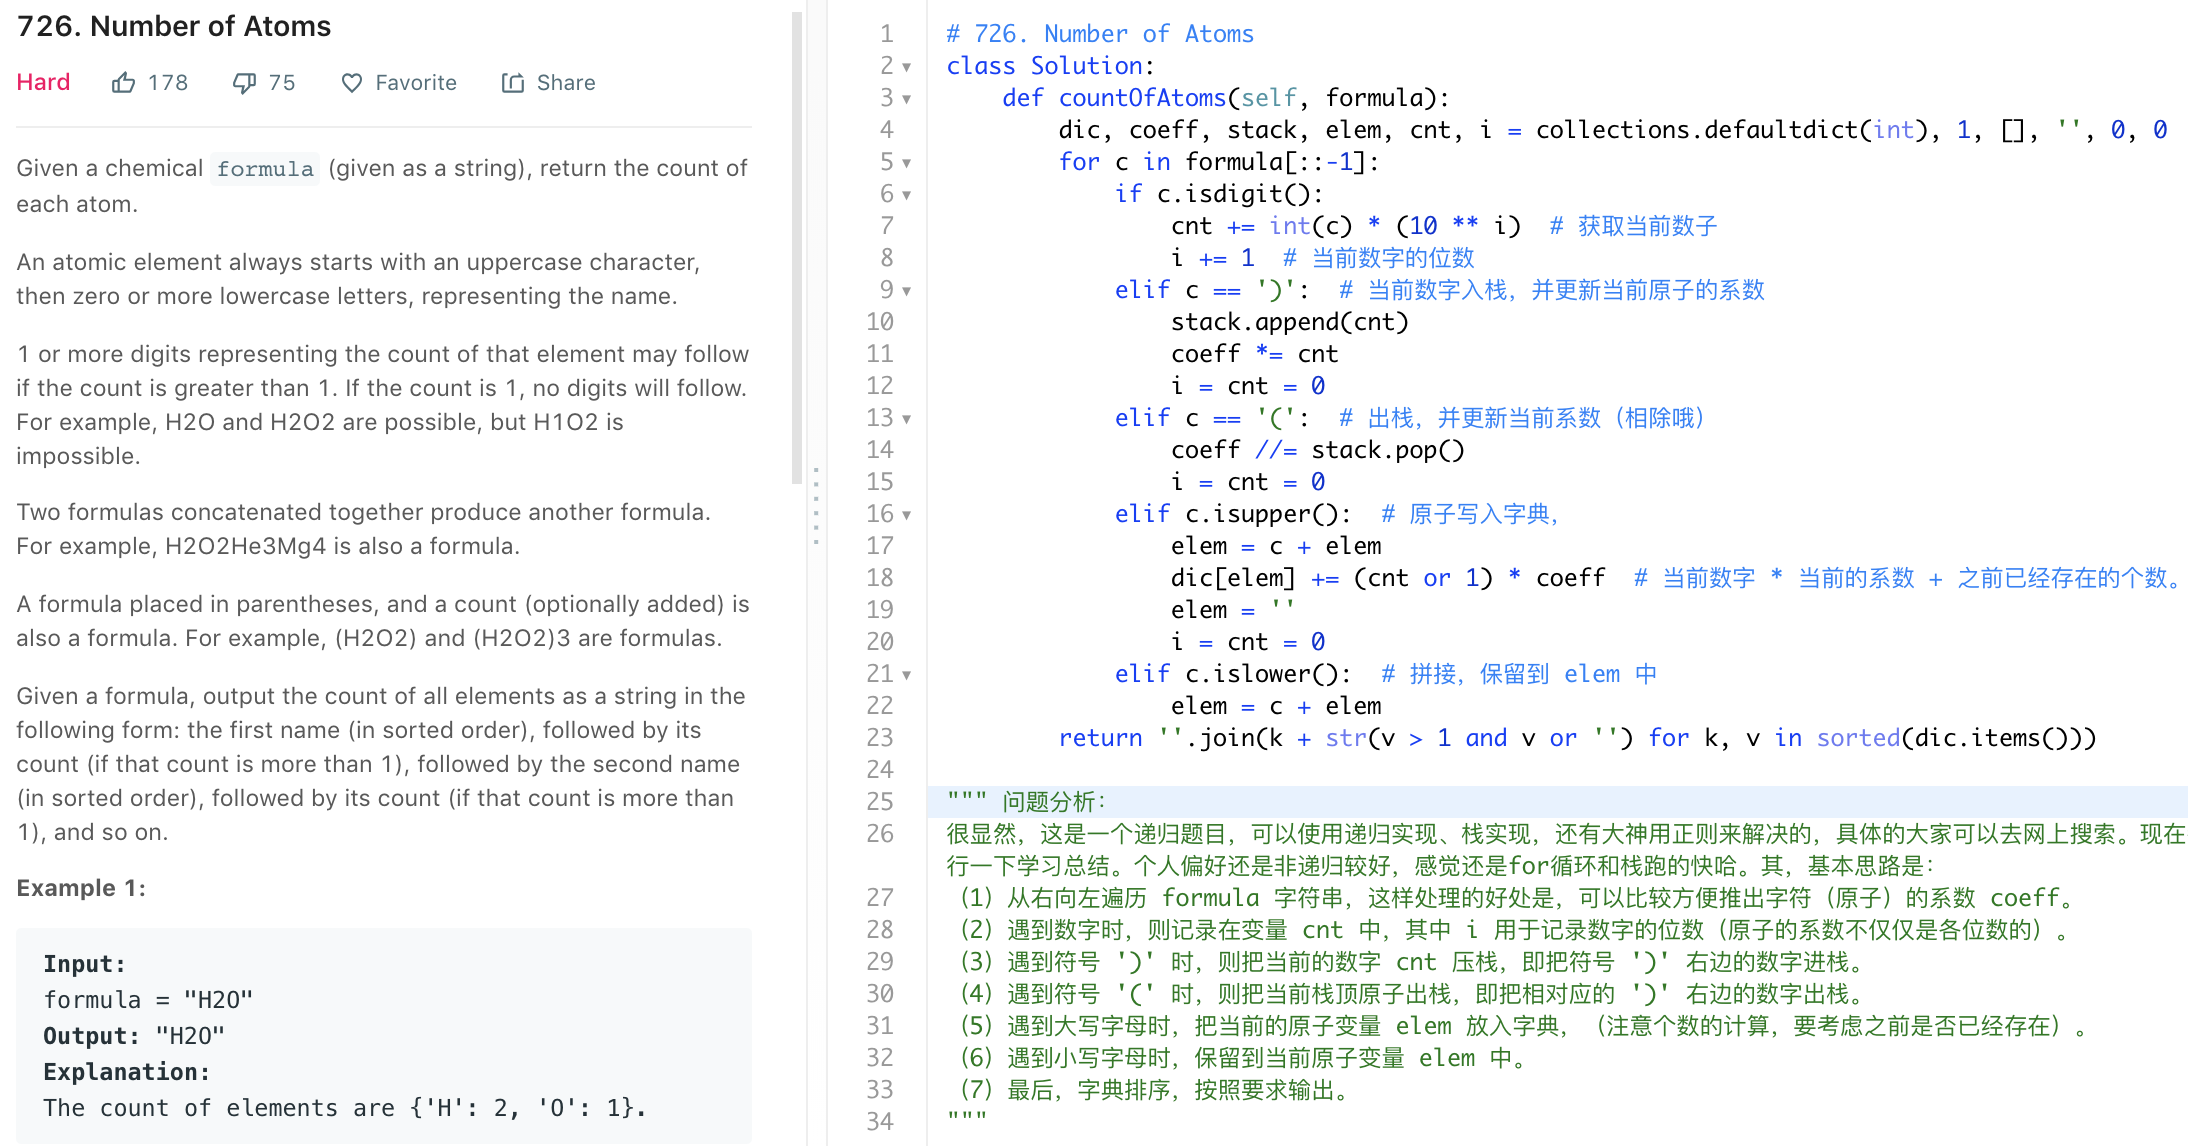 726. Number of Atoms
Hard 178 75 Favorite Share
Given a chemical formula (given as a string), return the count of
each atom.
An atomic element always starts with an uppercase character,
then zero or more lowercase letters, representing the name.
1 or more digits representing the count of that element may follow
if the count is greater than 1. If the count is 1, no digits will follow.
For example, H2O and H2O2 are possible, but H1O2 is
impossible.
Two formulas concatenated together produce another formula.
For example, H2O2He3Mg4 is also a formula.
A formula placed in parentheses, and a count (optionally added) is
also a formula. For example, (H2O2) and (H2O2)3 are formulas.
Given a formula, output the count of all elements as a string in the
following form: the first name (in sorted order), followed by its
count (if that count is more than 1), followed by the second name
(in sorted order), followed by its count (if that count is more than
1), and so on.
Example 1:
Input:
formula = "H2O"
Output: "H2O"
Explanation:
The count of elements are {'H': 2, 'O': 1}.
1 # 726. Number of Atoms
2 class Solution:
3 def countOfAtoms(self, formula):
4 dic, coeff, stack, elem, cnt, i = collections.defaultdict(int), 1, [], '', 0, 0
5 for c in formula[::-1]:
6 if c.isdigit():
7 cnt += int(c) * (10 ** i)  # 获取当前数子
8 i += 1  # 当前数字的位数
9 elif c == ')':  # 当前数字入栈，并更新当前原子的系数
10 stack.append(cnt)
11 coeff *= cnt
12 i = cnt = 0
13 elif c == '(':  # 出栈，并更新当前系数（相除哦）
14 coeff //= stack.pop()
15 i = cnt = 0
16 elif c.isupper():  # 原子写入字典，
17 elem = c + elem
18 dic[elem] += (cnt or 1) * coeff  # 当前数字 * 当前的系数 + 之前已经存在的个数。
19 elem = ''
20 i = cnt = 0
21 elif c.islower():  # 拼接，保留到 elem 中
22 elem = c + elem
23 return ''.join(k + str(v > 1 and v or '') for k, v in sorted(dic.items()))
24
25 """ 问题分析：
26 很显然，这是一个递归题目，可以使用递归实现、栈实现，还有大神用正则来解决的，具体的大家可以去网上搜索。现在
行一下学习总结。个人偏好还是非递归较好，感觉还是for循环和栈跑的快哈。其，基本思路是：
27 （1）从右向左遍历 formula 字符串，这样处理的好处是，可以比较方便推出字符（原子）的系数 coeff。
28 （2）遇到数字时，则记录在变量 cnt 中，其中 i 用于记录数字的位数（原子的系数不仅仅是各位数的）。
29 （3）遇到符号 ')' 时，则把当前的数字 cnt 压栈，即把符号 ')' 右边的数字进栈。
30 （4）遇到符号 '(' 时，则把当前栈顶原子出栈，即把相对应的 ')' 右边的数字出栈。
31 （5）遇到大写字母时，把当前的原子变量 elem 放入字典，（注意个数的计算，要考虑之前是否已经存在）。
32 （6）遇到小写字母时，保留到当前原子变量 elem 中。
33 （7）最后，字典排序，按照要求输出。
34 """